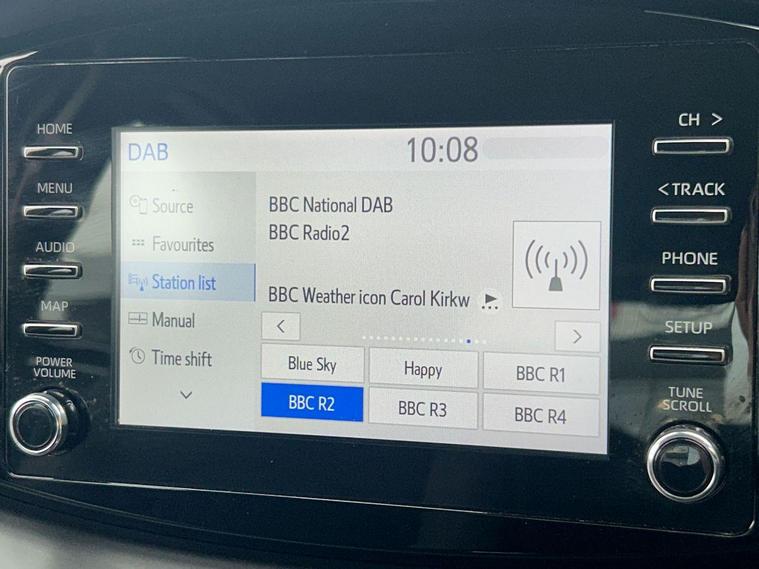 HOME
MENU
AUDIO
MAP
POWER
VOLUME
DAB
10:08
Source
Favourites
Station list
Manual
Time shift
BBC National DAB
BBC Radio2
BBC Weather icon Carol Kirkw
Blue Sky
Happy
BBC R1
BBC R2
BBC R3
BBC R4
CH >
< TRACK
PHONE
SETUP
TUNE
SCROLL